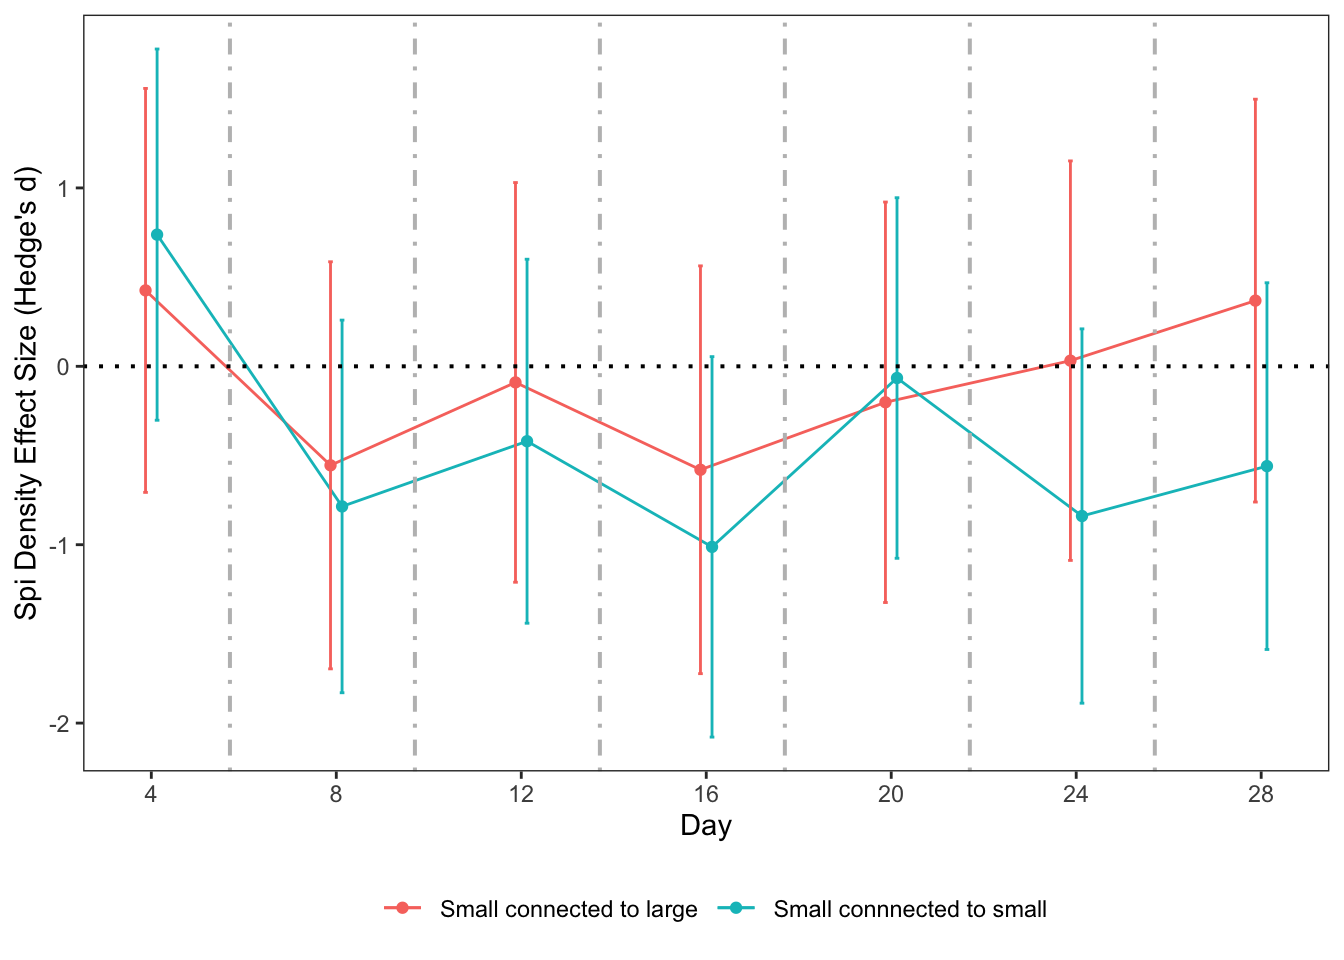 Spi Density Effect Size (Hedge's d)
1
0
-1
-2
4 8 12 16 20 24 28
Day
Small connected to large Small connnected to small